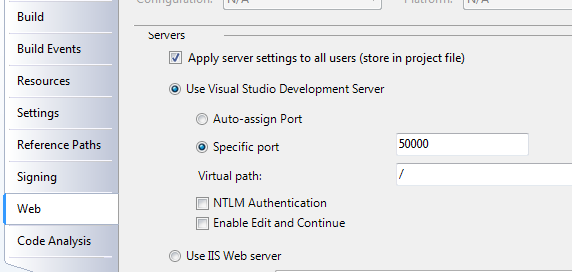 Configuration: N/A Platform: N/A
Build
Servers
Build Events
Apply server settings to all users (store in project file)
Resources
Use Visual Studio Development Server
Settings
Auto-assign Port
Reference Paths
Specific port 50000
Signing
Virtual path: /
Web
NTLM Authentication
Enable Edit and Continue
Code Analysis
Use IIS Web server